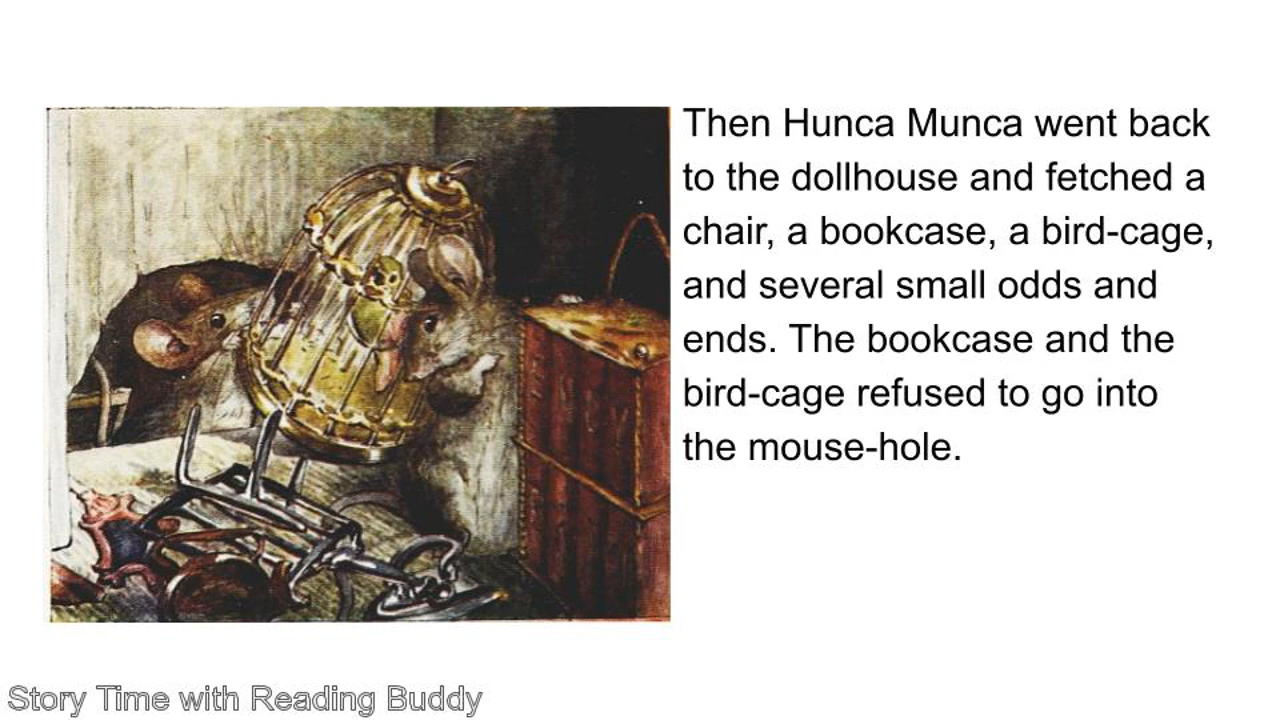 Then Hunca Munca went back
to the dollhouse and fetched a
chair, a bookcase, a bird-cage,
and several small odds and
ends. The bookcase and the
bird-cage refused to go into
the mouse-hole.
Story Time with Reading Buddy